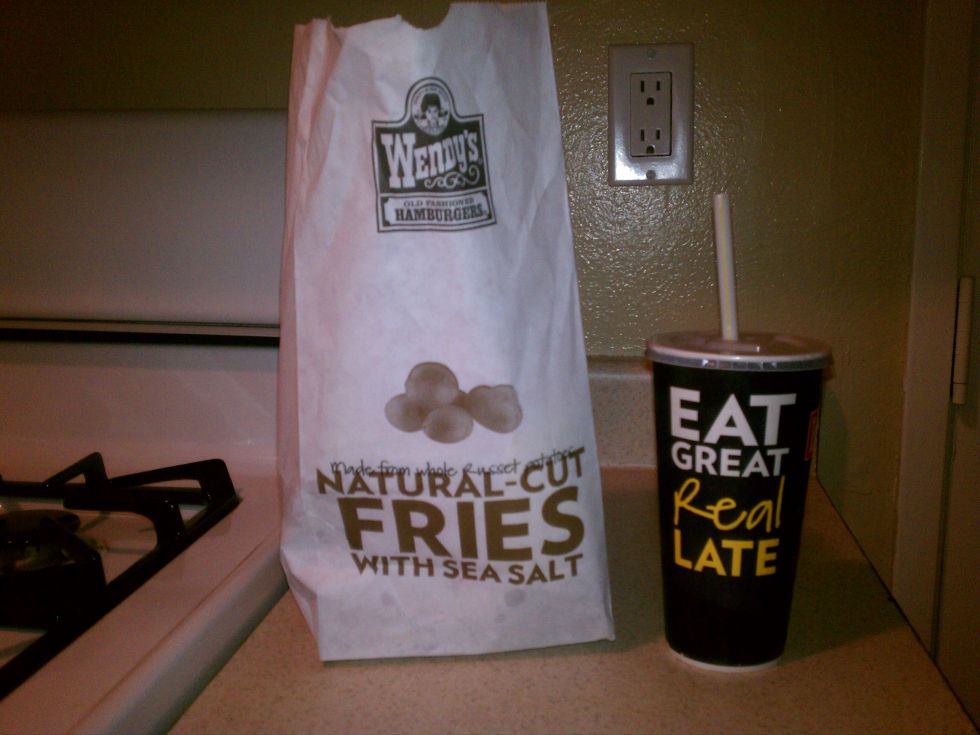 WENDY'S
OLD FASHIONED
HAMBURGERS
Made from whole Russet potatoes
NATURAL-CUT
FRIES
WITH SEA SALT
EAT
GREAT
Real
LATE